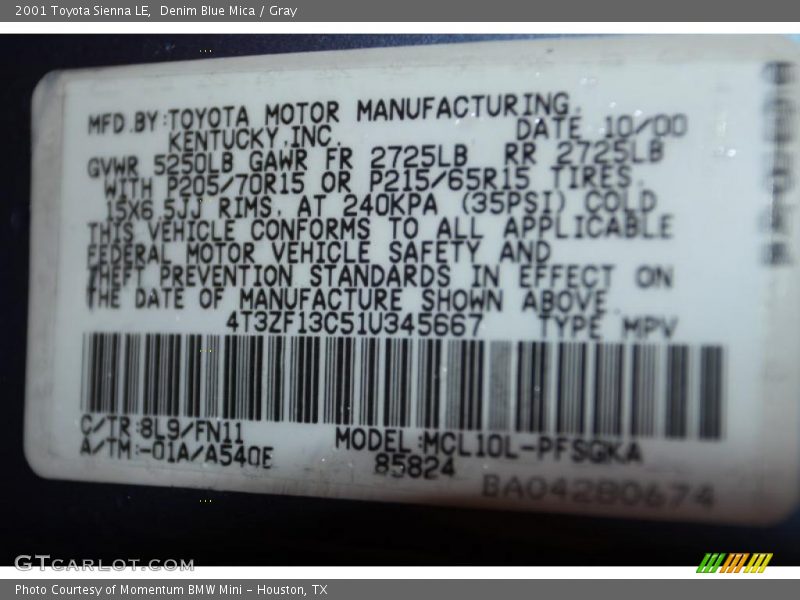 2001 Toyota Sienna LE, Denim Blue Mica / Gray
MFD.BY:TOYOTA MOTOR MANUFACTURING.
KENTUCKY,INC. DATE 10/00
GVWR 5250LB GAWR FR 2725LB RR 2725LB
WITH P205/70R15 OR P215/65R15 TIRES.
15X6.5JJ RIMS. AT 240KPA (35PSI) COLD
THIS VEHICLE CONFORMS TO ALL APPLICABLE
FEDERAL MOTOR VEHICLE SAFETY AND
THEFT PREVENTION STANDARDS IN EFFECT ON
THE DATE OF MANUFACTURE SHOWN ABOVE.
4T3ZF13C51U345667 TYPE MPV
C/TR:8L9/FN11
A/TM:-01A/A540E
MODEL:MCL10L-PFSGKA
85824
BA04280674
GTCARLOT.COM
Photo Courtesy of Momentum BMW Mini - Houston, TX